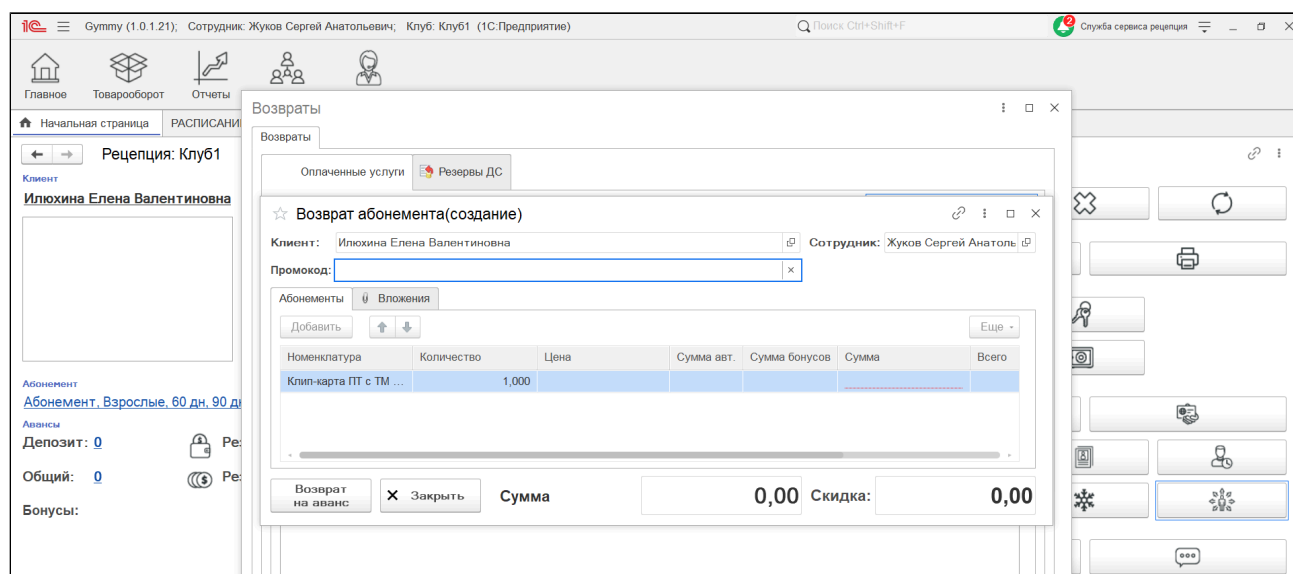 1С Gymmy (1.0.1.21); Сотрудник: Жуков Сергей Анатольевич; Клуб: Клуб1 (1С:Предприятие) Поиск Ctrl+Shift+F 2 Служба сервиса рецепция
Главное Товарооборот Отчеты
Начальная страница
Возвраты
Возвраты
Рецепция: Клуб1
Оплаченные услуги Резервы ДС
Клиент
Илюхина Елена Валентиновна
Возврат абонемента(создание)
Клиент: Илюхина Елена Валентиновна Сотрудник: Жуков Сергей Анатоль
Промокод:
Абонементы Вложения
Добавить Еще
Номенклатура Количество Цена Сумма авт. Сумма бонусов Сумма Всего
Клип-карта ПТ с ТМ ... 1,000
Абонемент
Абонемент, Взрослые, 60 дн, 90 дн
Авансы
Депозит: 0
Общий: 0
Бонусы:
Возврат
на аванс
Закрыть Сумма 0,00 Скидка: 0,00